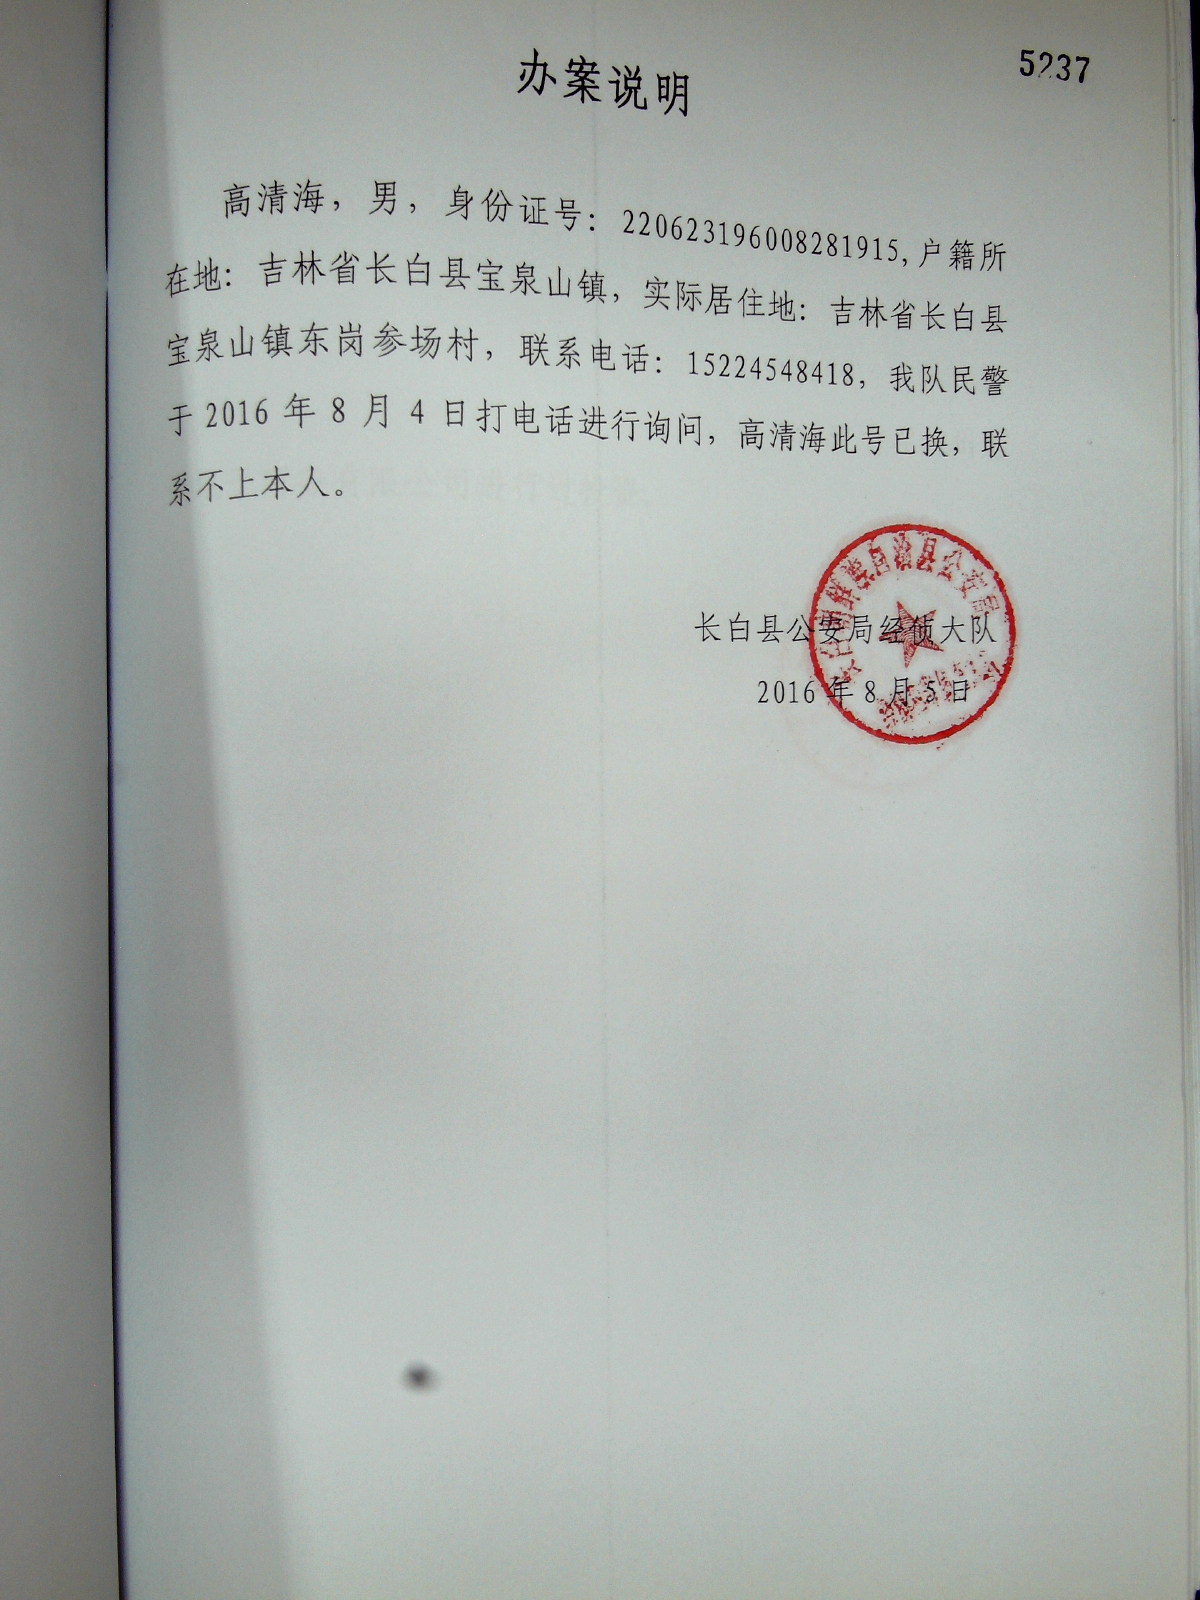 5237
办案说明
高清海，男，身份证号：220623196008281915,户籍所
在地：吉林省长白县宝泉山镇，实际居住地：吉林省长白县
宝泉山镇东岗参场村，联系电话：15224548418，我队民警
于2016年8月4日打电话进行询问，高清海此号已换，联
系不上本人。
长白县公安局经侦大队
2016年8月5日
长白朝鲜族自治县公安局